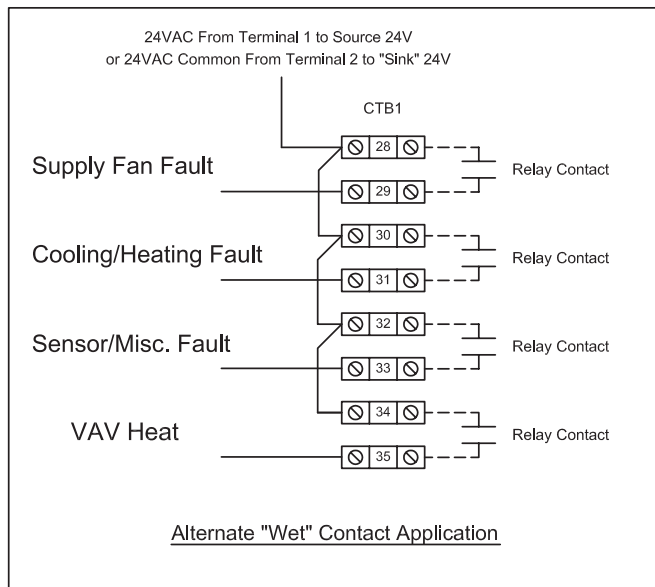 24VAC From Terminal 1 to Source 24V
or 24VAC Common From Terminal 2 to "Sink" 24V
CTB1
28
Relay Contact
Supply Fan Fault
29
30
Relay Contact
Cooling/Heating Fault
31
32
Relay Contact
Sensor/Misc. Fault
33
34
Relay Contact
VAV Heat
35
Alternate "Wet" Contact Application